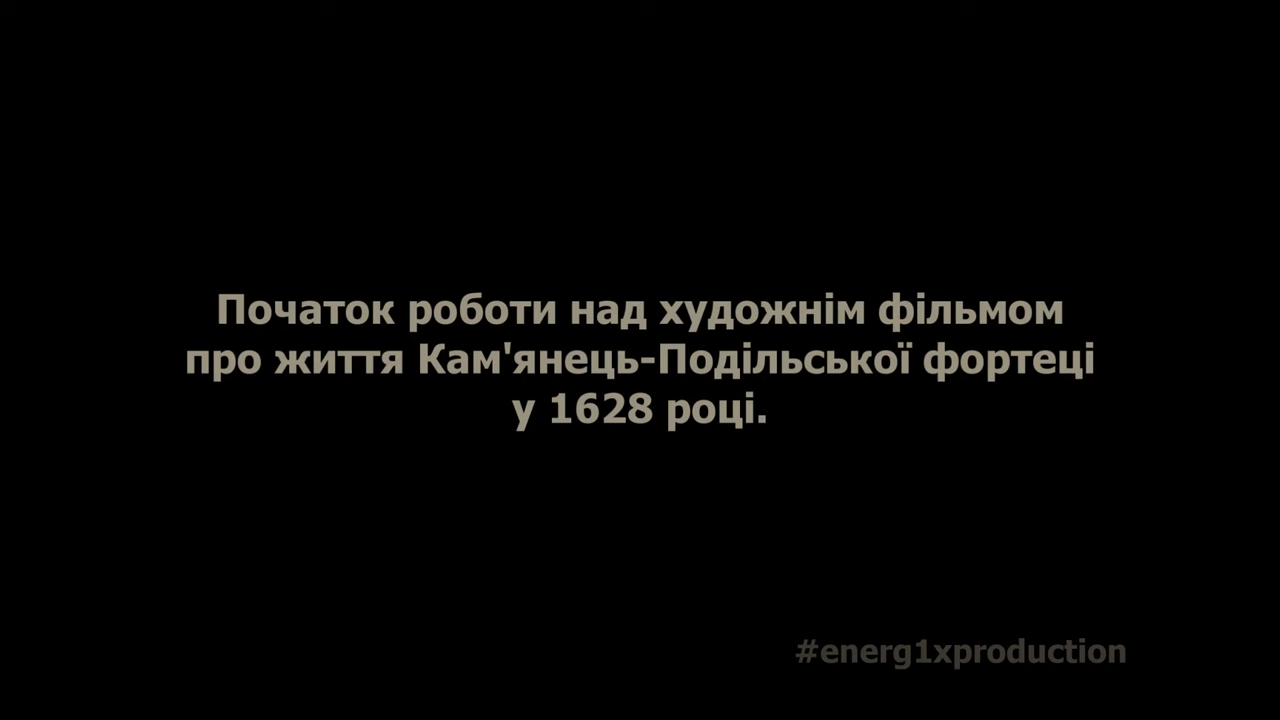 Початок роботи над художнім фільмом
про життя Кам'янець-Подільської фортеці
у 1628 році.
#energ1xproduction